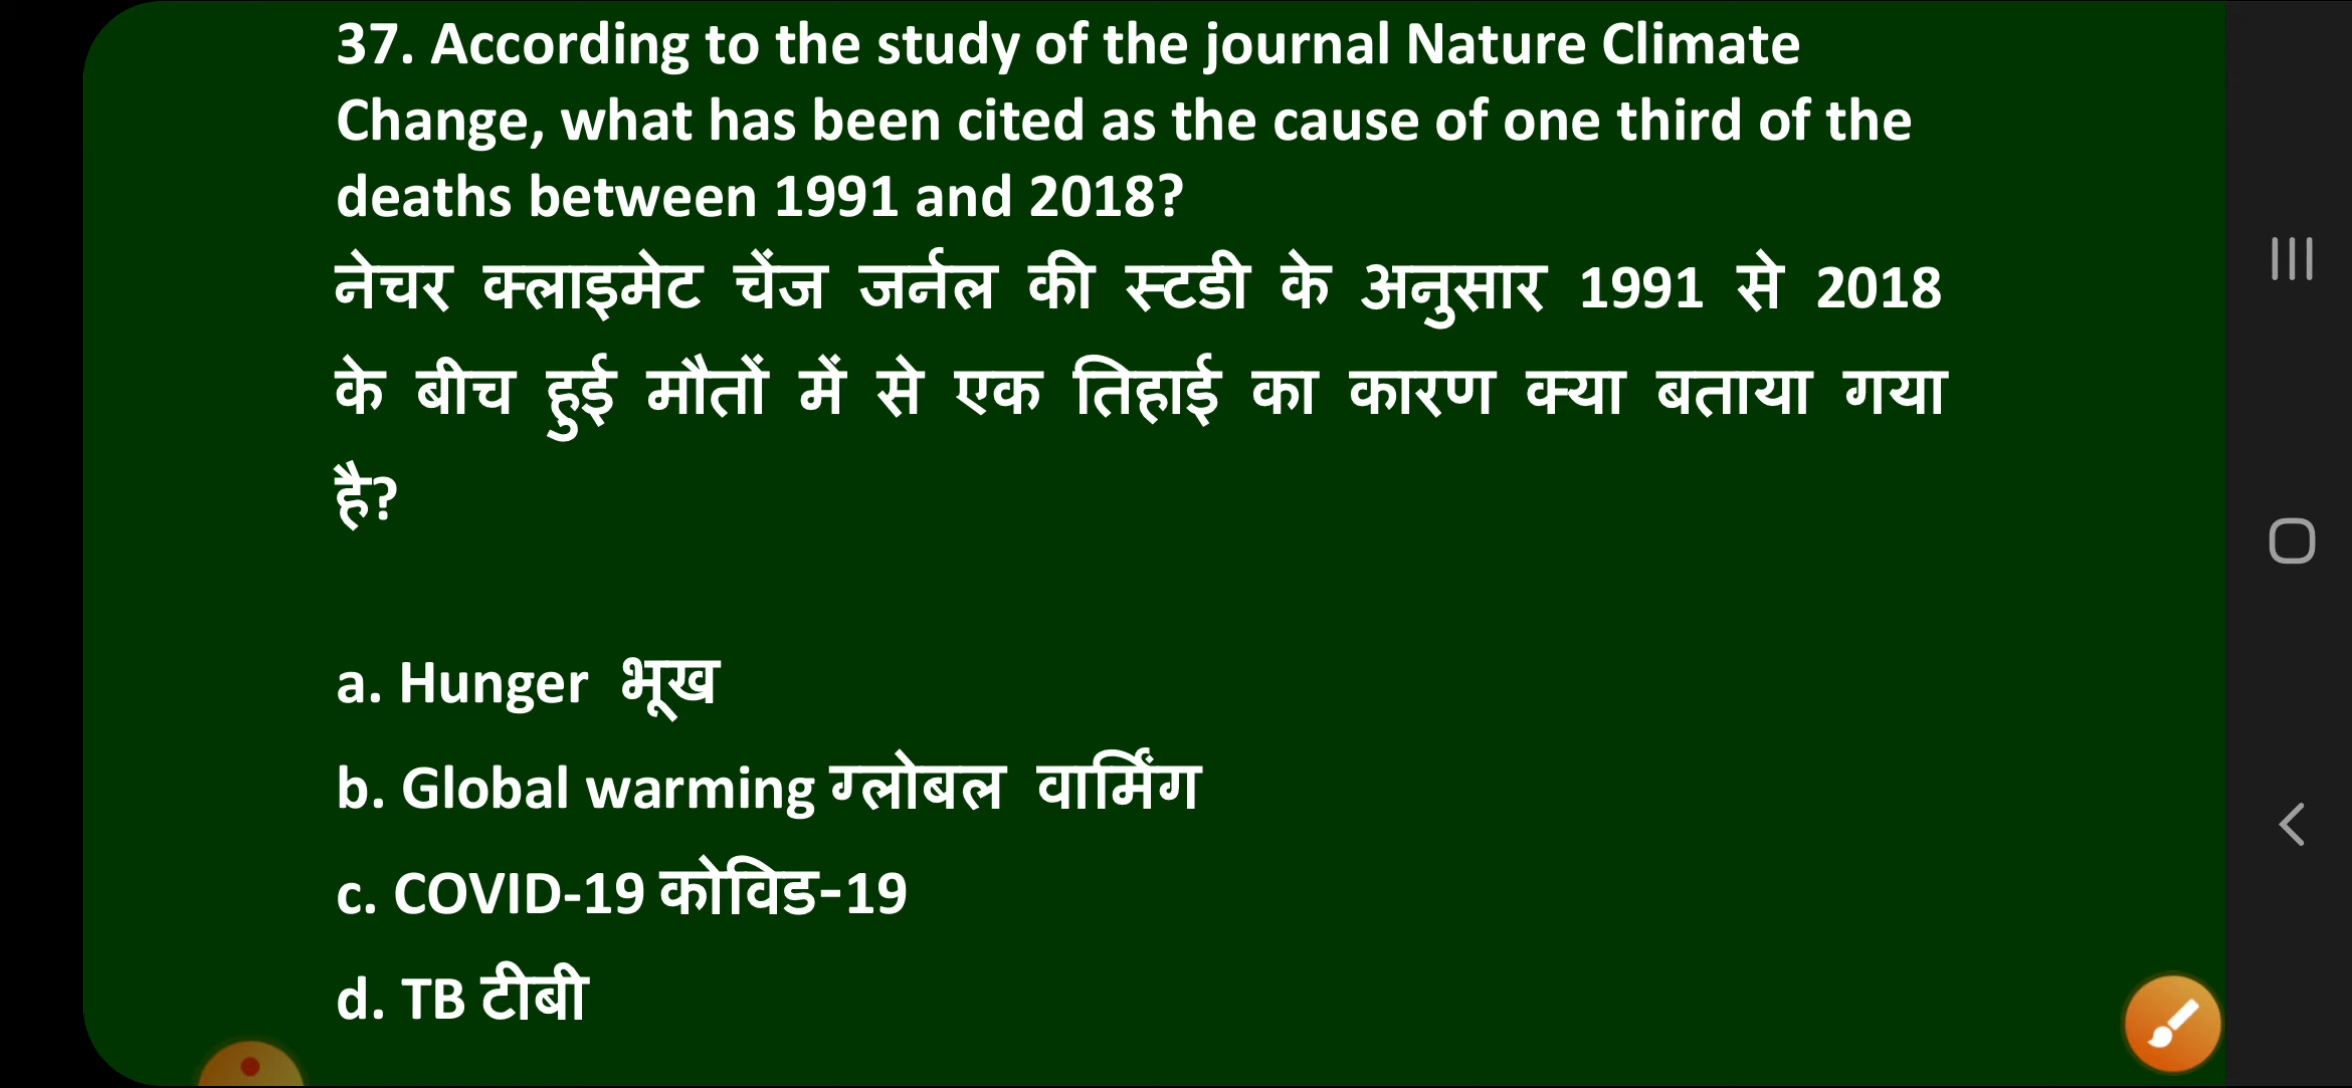 37. According to the study of the journal Nature Climate
Change, what has been cited as the cause of one third of the
deaths between 1991 and 2018?
नेचर क्लाइमेट चेंज जर्नल की स्टडी के अनुसार 1991 से 2018
के बीच हुई मौतों में से एक तिहाई का कारण क्या बताया गया
है?
a. Hunger भूख
b. Global warming ग्लोबल वार्मिंग
c. COVID-19 कोविड-19
d. TB टीबी